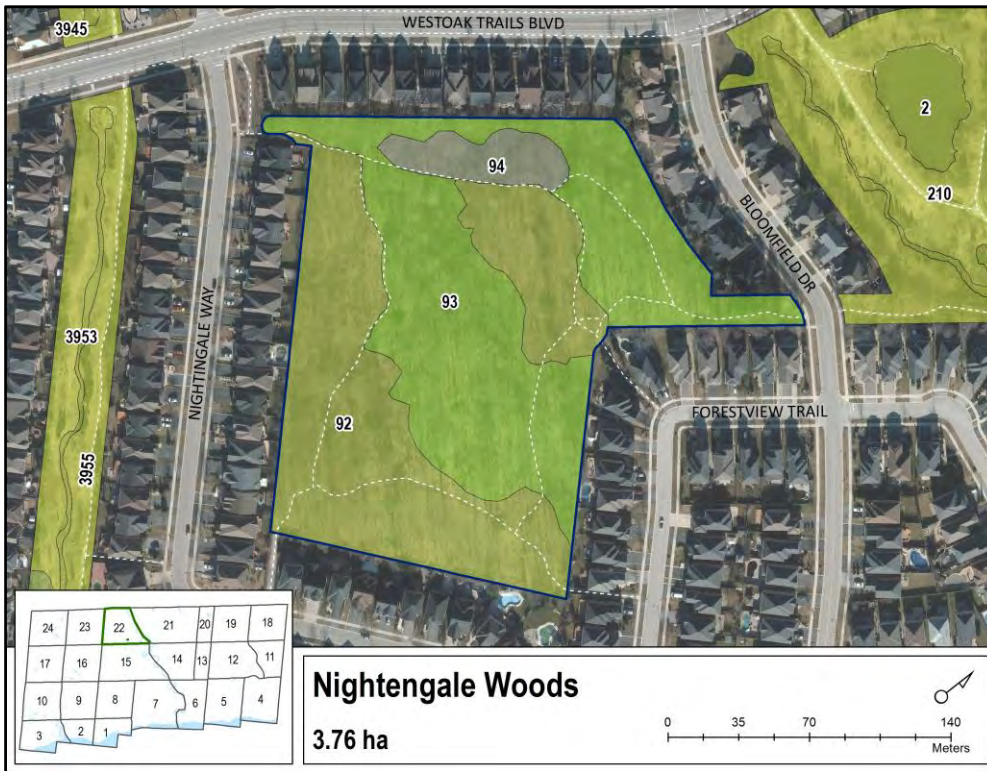 WESTOAK TRAILS BLVD
3945
2
94
210
BLOOMFIELD DR
93
3953
NIGHTINGALE WAY
92
FORESTVIEW TRAIL
3955
24 23 22 21 20 19 18
17 16 15 14 13 12 11
10 9 8 7 6 5 4
3 2 1
Nightengale Woods
3.76 ha
0 35 70 140
Meters